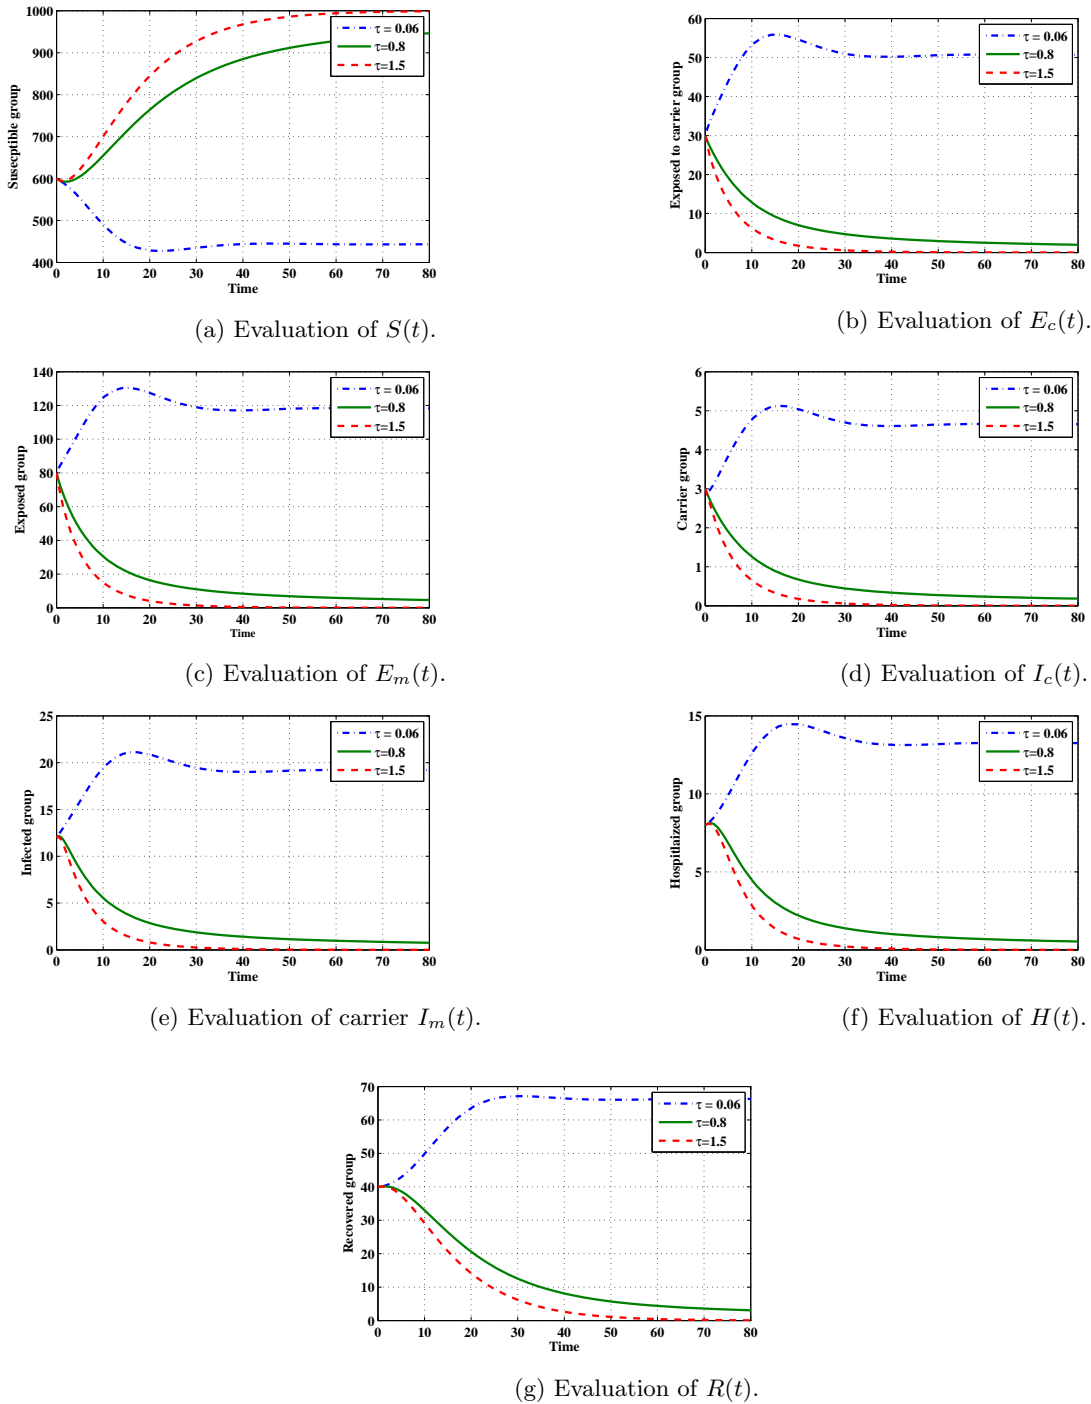 1000
900
800
700
600
500
400
Susecptible group
0 10 20 30 40 50 60 70 80
Time
τ = 0.06
τ=0.8
τ=1.5
(a) Evaluation of S(t).
60
50
40
30
20
10
0
Exposed to carrier group
0 10 20 30 40 50 60 70 80
Time
τ = 0.06
τ=0.8
τ=1.5
(b) Evaluation of E_c(t).
140
120
100
80
60
40
20
0
Exposed group
0 10 20 30 40 50 60 70 80
Time
τ = 0.06
τ=0.8
τ=1.5
(c) Evaluation of E_m(t).
6
5
4
3
2
1
0
Carrier group
0 10 20 30 40 50 60 70 80
Time
τ = 0.06
τ=0.8
τ=1.5
(d) Evaluation of I_c(t).
25
20
15
10
5
0
Infected group
0 10 20 30 40 50 60 70 80
Time
τ = 0.06
τ=0.8
τ=1.5
(e) Evaluation of carrier I_m(t).
15
10
5
0
Hospitlaized group
0 10 20 30 40 50 60 70 80
Time
τ = 0.06
τ=0.8
τ=1.5
(f) Evaluation of H(t).
70
60
50
40
30
20
10
0
Recovered group
0 10 20 30 40 50 60 70 80
Time
τ = 0.06
τ=0.8
τ=1.5
(g) Evaluation of R(t).